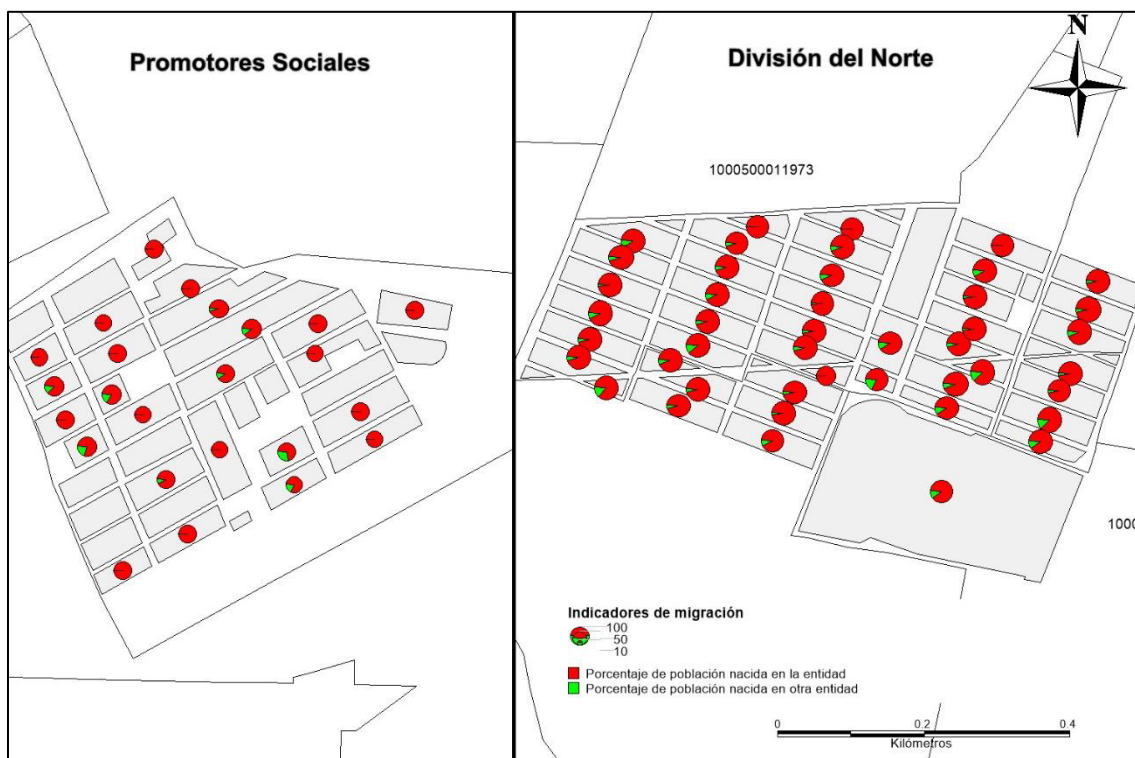 Promotores Sociales
División del Norte
N
1000500011973
1000
Indicadores de migración
100
50
10
Porcentaje de población nacida en la entidad
Porcentaje de población nacida en otra entidad
0 0.2 0.4
Kilómetros